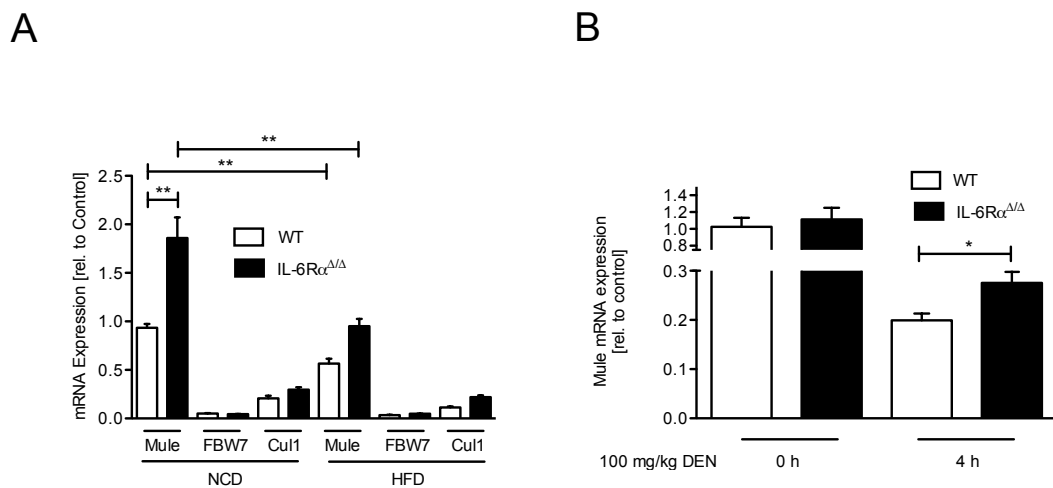 A
B
**
**
**
2.5
2.0
1.5
1.0
0.5
0.0
mRNA Expression [rel. to Control]
WT
IL-6Rα^Δ/Δ
Mule FBW7 Cul1 Mule FBW7 Cul1
NCD HFD
1.4
1.2
1.0
0.8
0.3
0.2
0.1
0.0
Mule mRNA expression
[rel. to control]
WT
IL-6Rα^Δ/Δ
*
100 mg/kg DEN 0 h 4 h